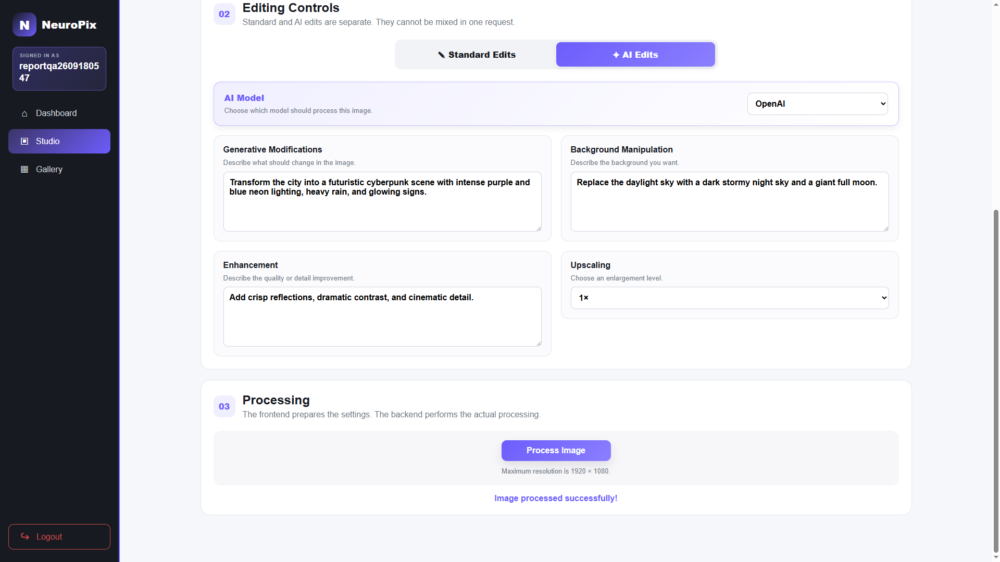 N NeuroPix
SIGNED IN AS
reportqa26091805
47
Dashboard
Studio
Gallery
Logout
02
Editing Controls
Standard and AI edits are separate. They cannot be mixed in one request.
Standard Edits
AI Edits
AI Model
Choose which model should process this image.
OpenAI
Generative Modifications
Describe what should change in the image.
Transform the city into a futuristic cyberpunk scene with intense purple and
blue neon lighting, heavy rain, and glowing signs.
Background Manipulation
Describe the background you want.
Replace the daylight sky with a dark stormy night sky and a giant full moon.
Enhancement
Describe the quality or detail improvement.
Add crisp reflections, dramatic contrast, and cinematic detail.
Upscaling
Choose an enlargement level.
1×
03
Processing
The frontend prepares the settings. The backend performs the actual processing.
Process Image
Maximum resolution is 1920 × 1080.
Image processed successfully!